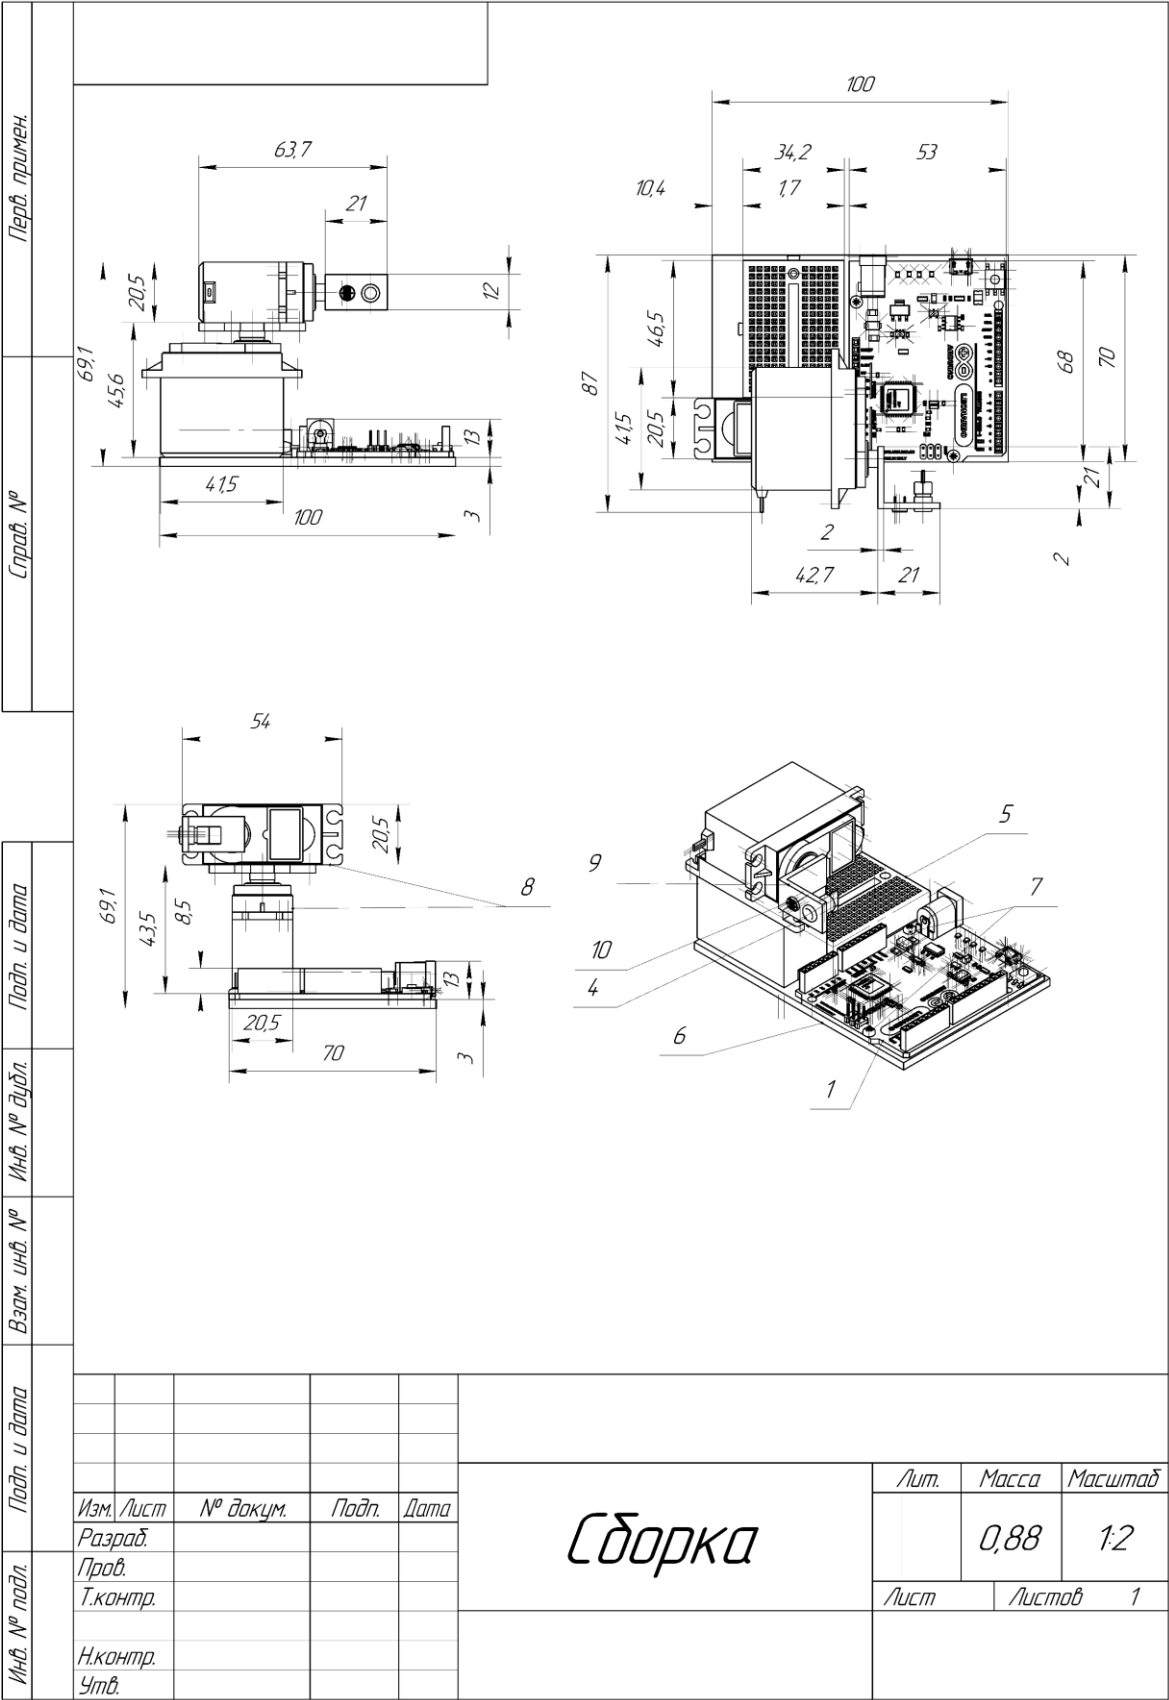 Перв. примен.
Справ. №
Подп. и дата
Инв. № дубл.
Взам. инв. №
Подп. и дата
Инв. № подл.
63,7
21
20,5
12
69,1
45,6
13
41,5
100
3
100
34,2
53
10,4
1,7
46,5
87
41,5
20,5
68
70
21
2
42,7
21
2
ARDUINO
LEONARDO
54
20,5
69,1
43,5
8,5
13
20,5
70
3
8
5
9
7
10
4
6
1
Изм. Лист № докум. Подп. Дата
Разраб.
Пров.
Т.контр.
Н.контр.
Утв.
Сборка
Лит. Масса Масштаб
0,88 1:2
Лист Листов 1